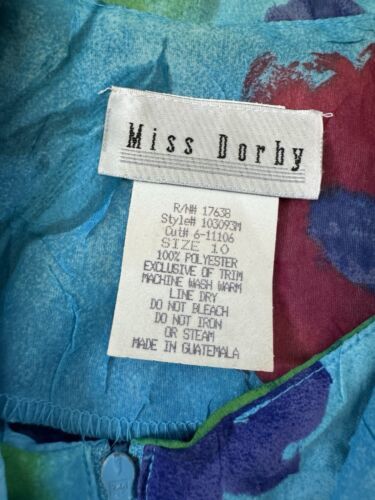 Miss Dorby
R/N# 17638
Style# 103093M
Cut# 6-11106
SIZE 10
100% POLYESTER
EXCLUSIVE OF TRIM
MACHINE WASH WARM
LINE DRY
DO NOT BLEACH
DO NOT IRON
OR STEAM
MADE IN GUATEMALA